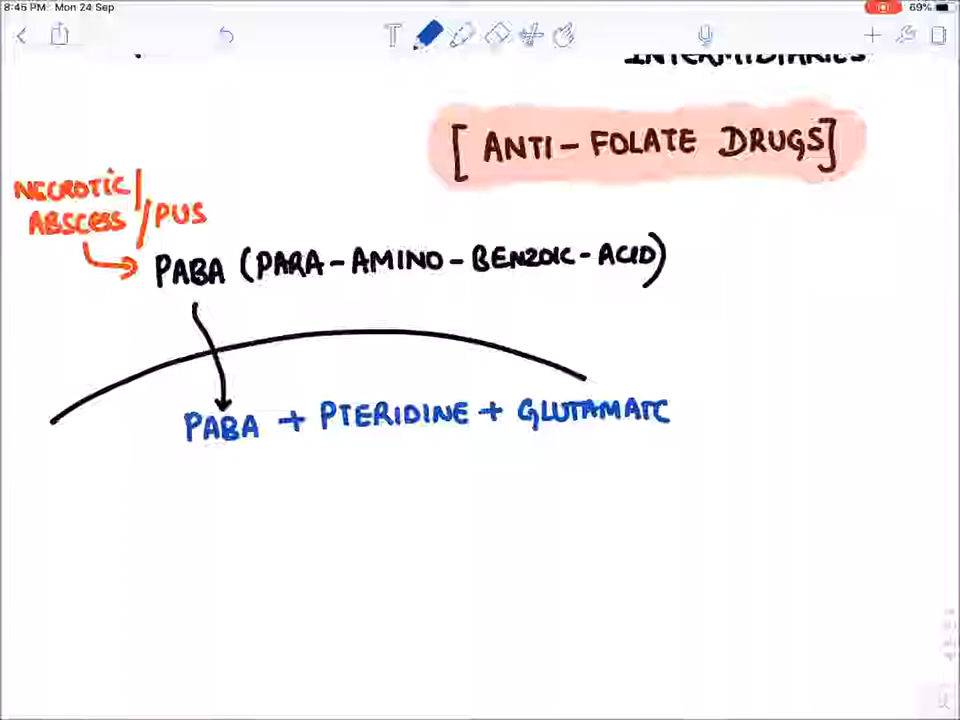 8:45 PM Mon 24 Sep 69%
T
INTERMIDIARIES
[ANTI-FOLATE DRUGS]
NECROTIC/
ABSCESS/PUS
PABA (PARA-AMINO-BENZOIC-ACID)
PABA + PTERIDINE + GLUTAMATE